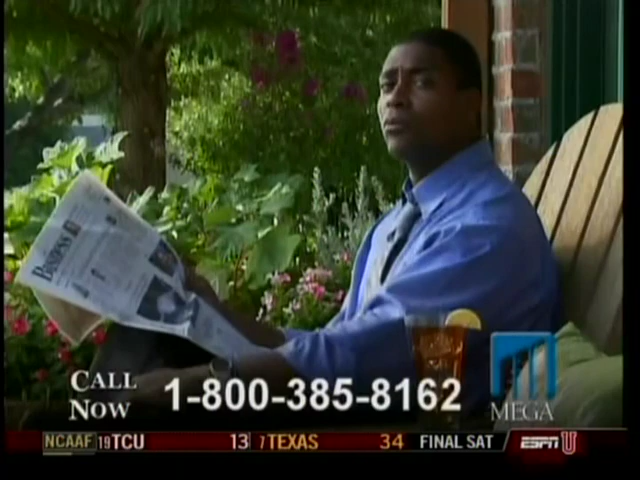 BUSINESS
CALL NOW
1-800-385-8162
MEGA
NCAAF 19 TCU 13 7 TEXAS 34 FINAL SAT ESPN U